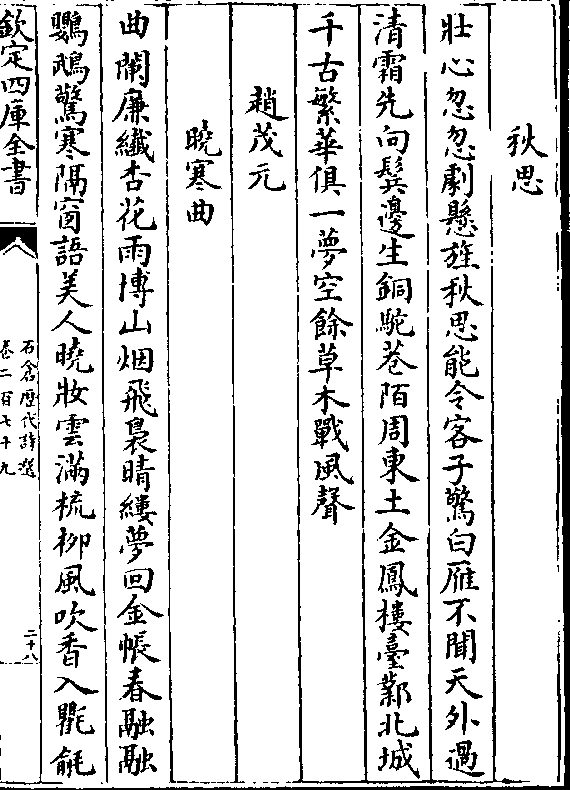 秋思
壮心忽忽劇懸旌秋思能令客子驚白雁不聞天外過
清霜先向鬂邊生銅駝巷陌周東土金鳳樓臺鄴北城
千古繁華俱一夢空餘草木戰風聲
趙茂元
曉寒曲
曲闌㢘纖杏花雨博山烟飛裊晴縷夢回金帳春融融
鸚鵡驚寒隔窗語美人曉妝雲滿梳栁風吹香入氍毹
欽定四庫全書
石倉歴代詩選
卷二百七十九
二十八